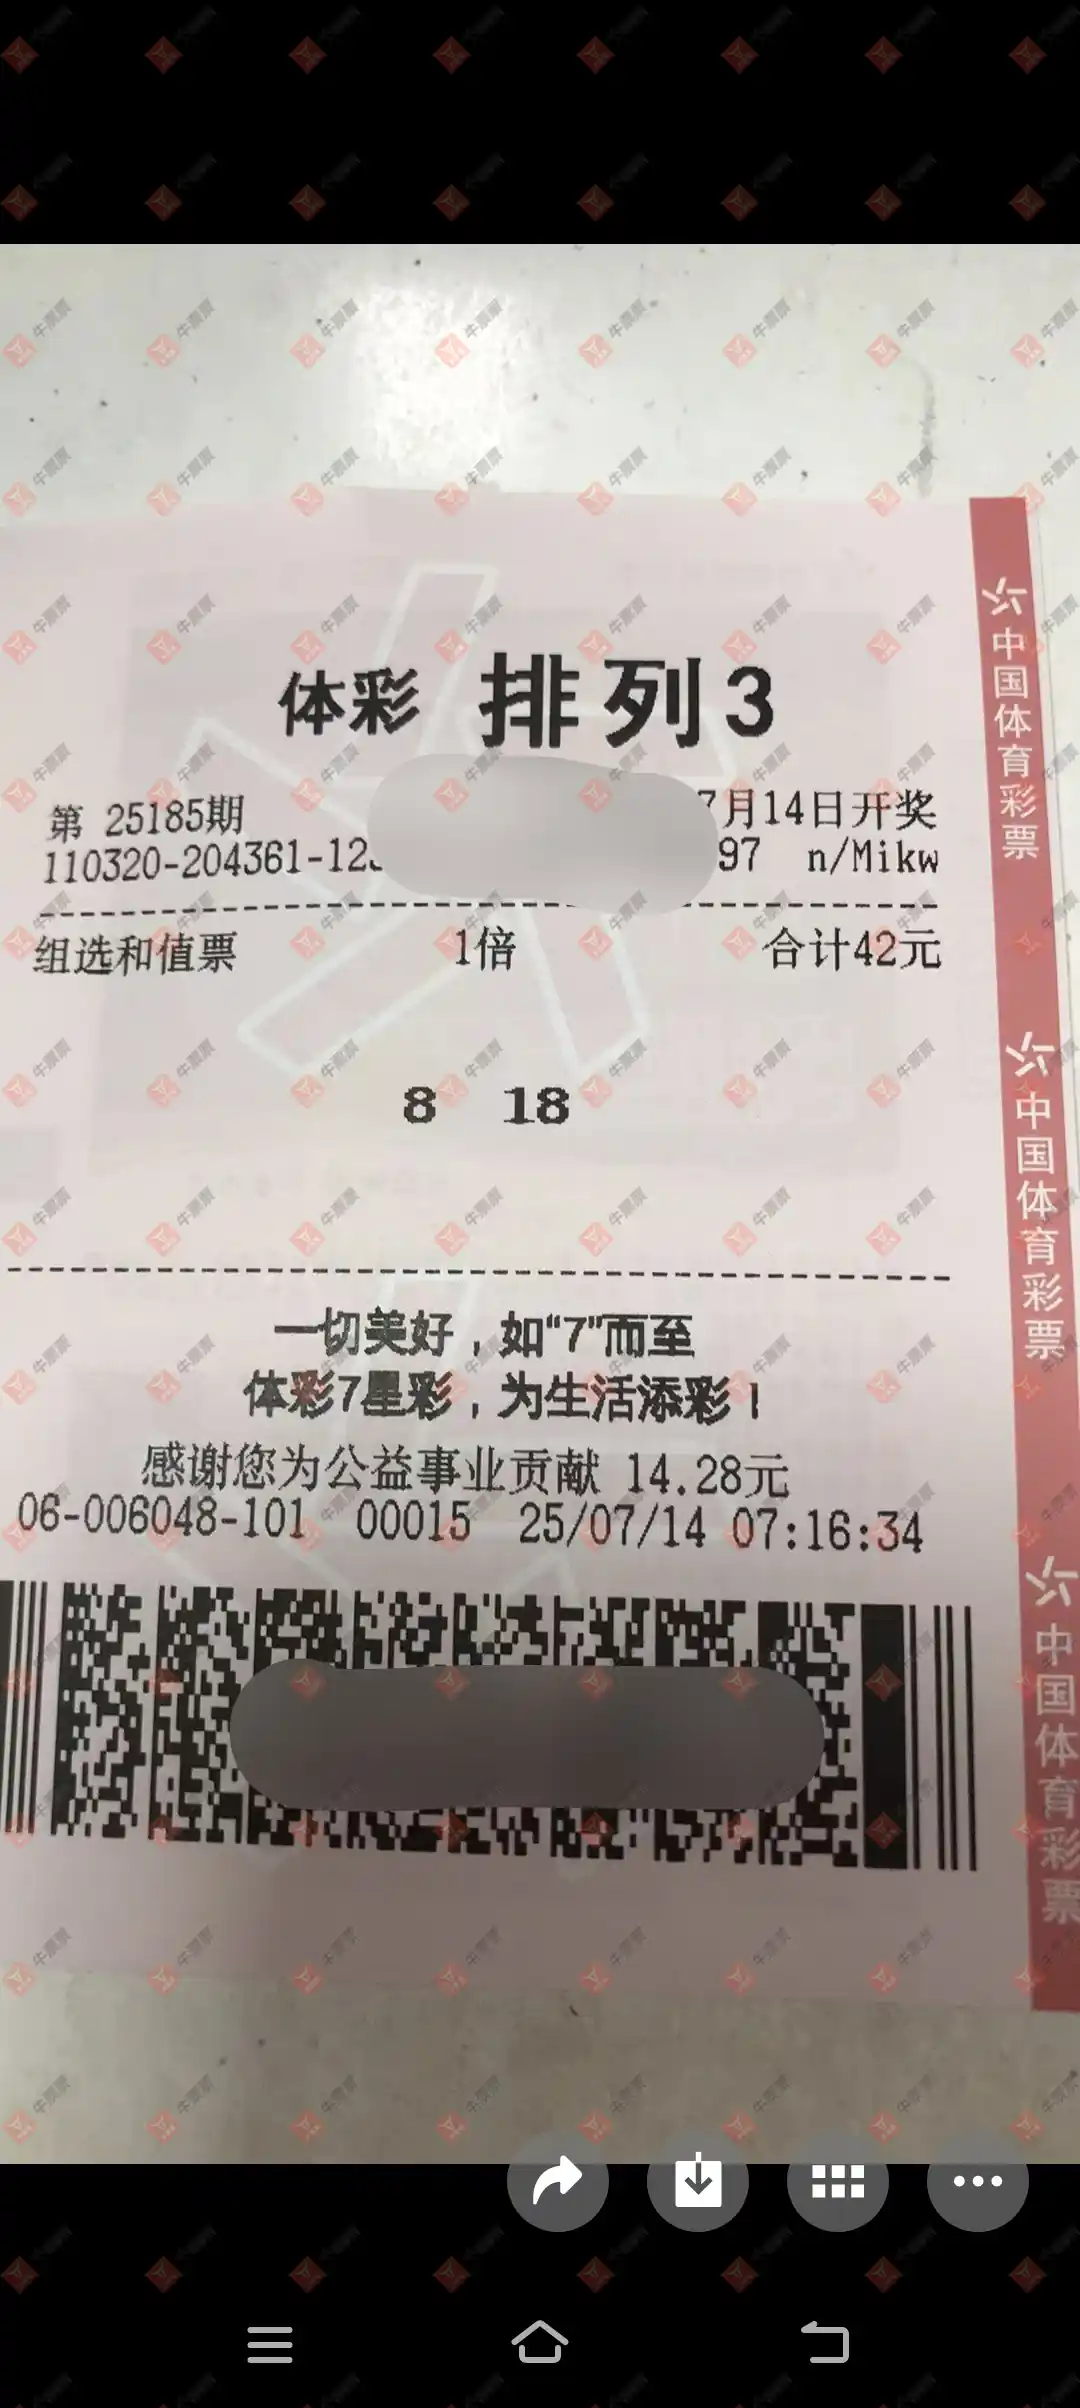 体彩 排列3
第 25185期 7月14日开奖
110320-204361-12 97 n/Mikw
组选和值票 1倍 合计42元
8 18
一切美好，如“7”而至
体彩7星彩，为生活添彩！
感谢您为公益事业贡献 14.28元
06-006048-101 00015 25/07/14 07:16:34
中国体育彩票
中国体育彩票
中国体育彩票
牛票票